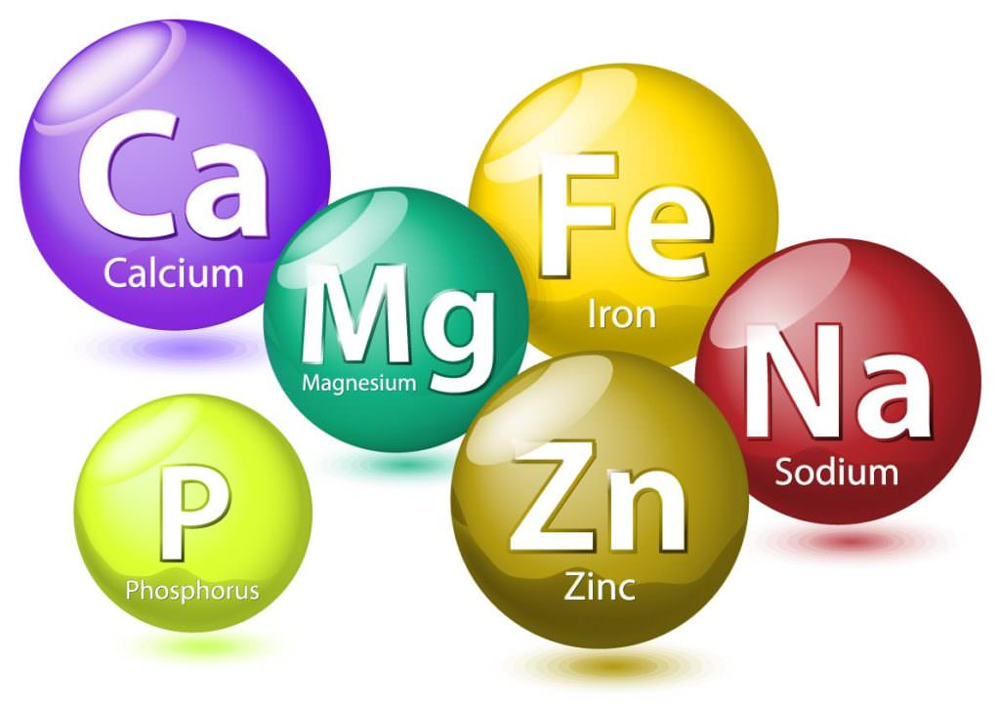 Ca
Calcium
Fe
Iron
Mg
Magnesium
Na
Sodium
P
Phosphorus
Zn
Zinc